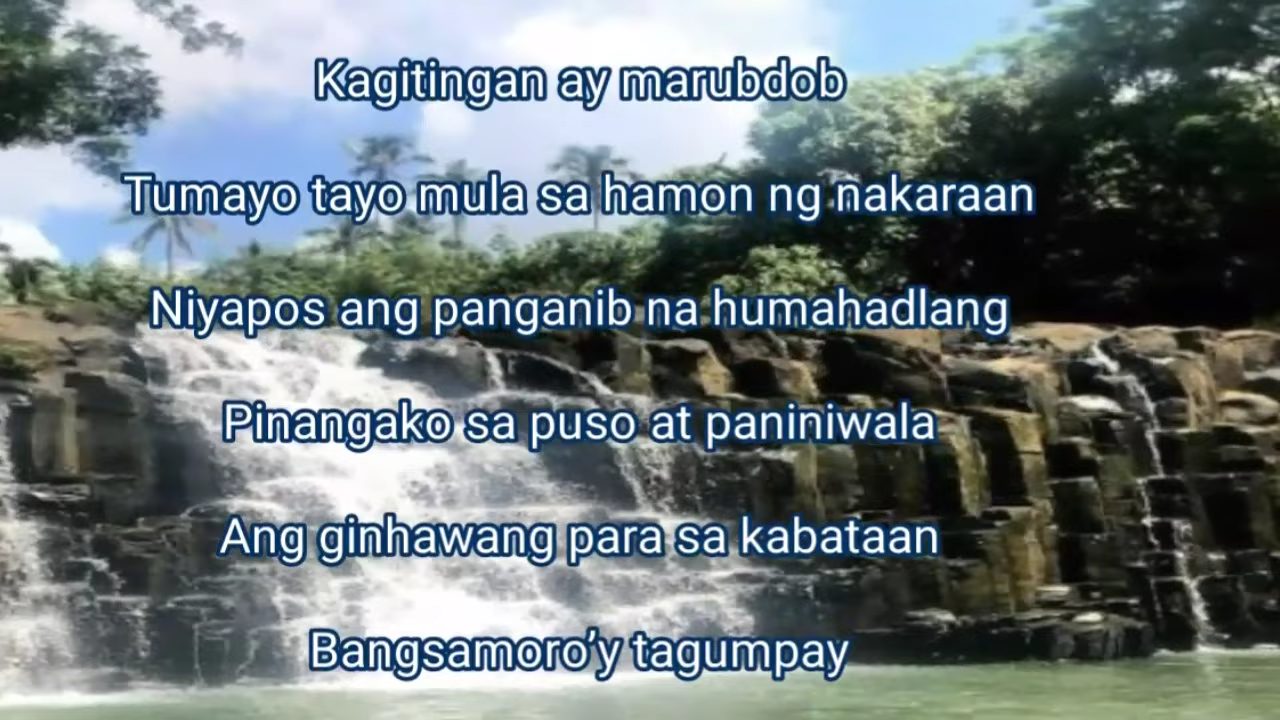 Kagitingan ay marubdob
Tumayo tayo mula sa hamon ng nakaraan
Niyapos ang panganib na humahadlang
Pinangako sa puso at paniniwala
Ang ginhawang para sa kabataan
Bangsamoro’y tagumpay